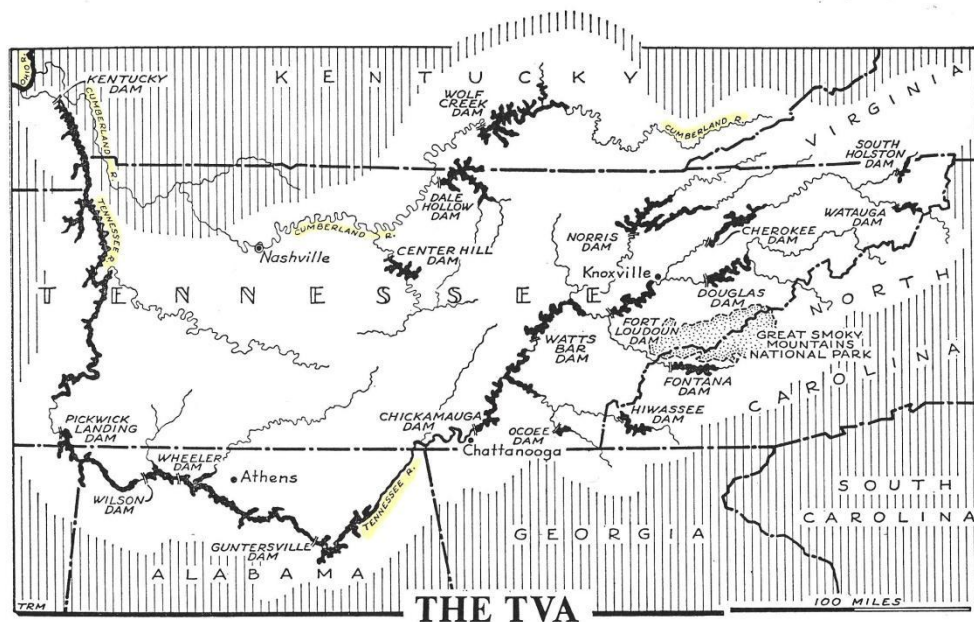 OHIO R.
KENTUCKY
DAM
CUMBERLAND R.
K E N T U C K Y
WOLF
CREEK
DAM
CUMBERLAND R.
VIRGINIA
SOUTH
HOLSTON
DAM
DALE
HOLLOW
DAM
WATAUGA
DAM
TENNESSEE R.
Nashville
CUMBERLAND R.
CENTER HILL
DAM
NORRIS
DAM
CHEROKEE
DAM
Knoxville
T E N N E S S E E
DOUGLAS
DAM
NORTH
CAROLINA
FORT
LOUDOUN
DAM
GREAT SMOKY
MOUNTAINS
NATIONAL PARK
WATTS
BAR
DAM
FONTANA
DAM
PICKWICK
LANDING
DAM
CHICKAMAUGA
DAM
HIWASSEE
DAM
OCOEE
DAM
Chattanooga
WHEELER
DAM
Athens
WILSON
DAM
TENNESSEE R.
SOUTH
CAROLINA
GUNTERSVILLE
DAM
GEORGIA
ALABAMA
TRM
THE TVA
100 MILES